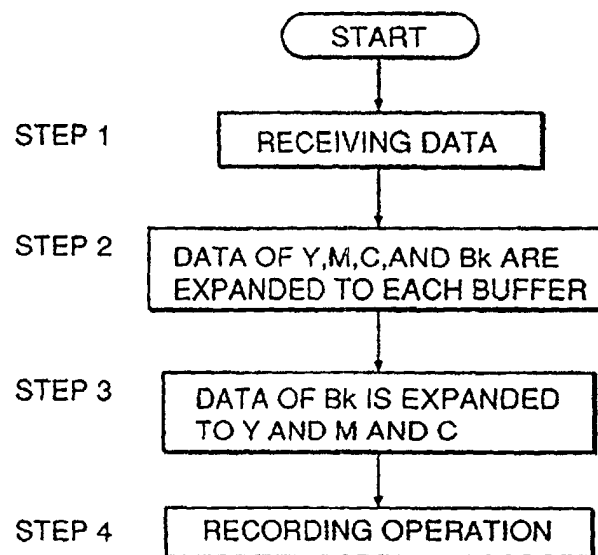 START
STEP 1
RECEIVING DATA
STEP 2
DATA OF Y,M,C,AND Bk ARE
EXPANDED TO EACH BUFFER
STEP 3
DATA OF Bk IS EXPANDED
TO Y AND M AND C
STEP 4
RECORDING OPERATION